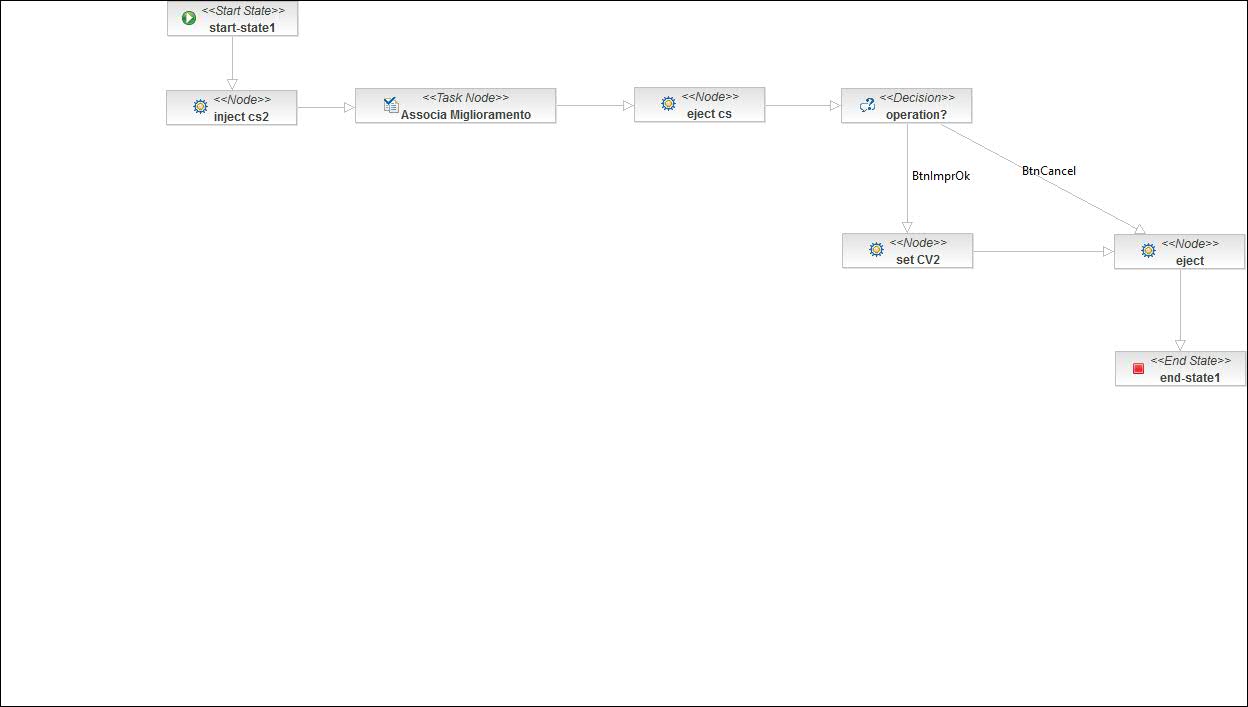 <<Start State>>
start-state1
<<Node>>
inject cs2
<<Task Node>>
Associa Miglioramento
<<Node>>
eject cs
<<Decision>>
operation?
BtnImprOk
BtnCancel
<<Node>>
set CV2
<<Node>>
eject
<<End State>>
end-state1